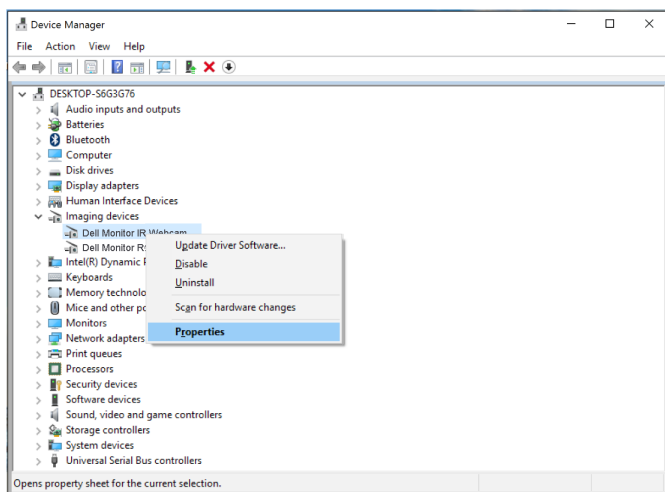 Device Manager
File Action View Help
DESKTOP-S6G3G76
Audio inputs and outputs
Batteries
Bluetooth
Computer
Disk drives
Display adapters
Human Interface Devices
Imaging devices
Dell Monitor IR Webcam
Dell Monitor
Intel(R) Dynamic
Keyboards
Memory
Mice and other
Monitors
Network adapters
Print queues
Processors
Security devices
Software devices
Sound, video and game controllers
Storage controllers
System devices
Universal Serial Bus controllers
Update Driver Software...
Disable
Uninstall
Scan for hardware changes
Properties
Opens property sheet for the current selection.